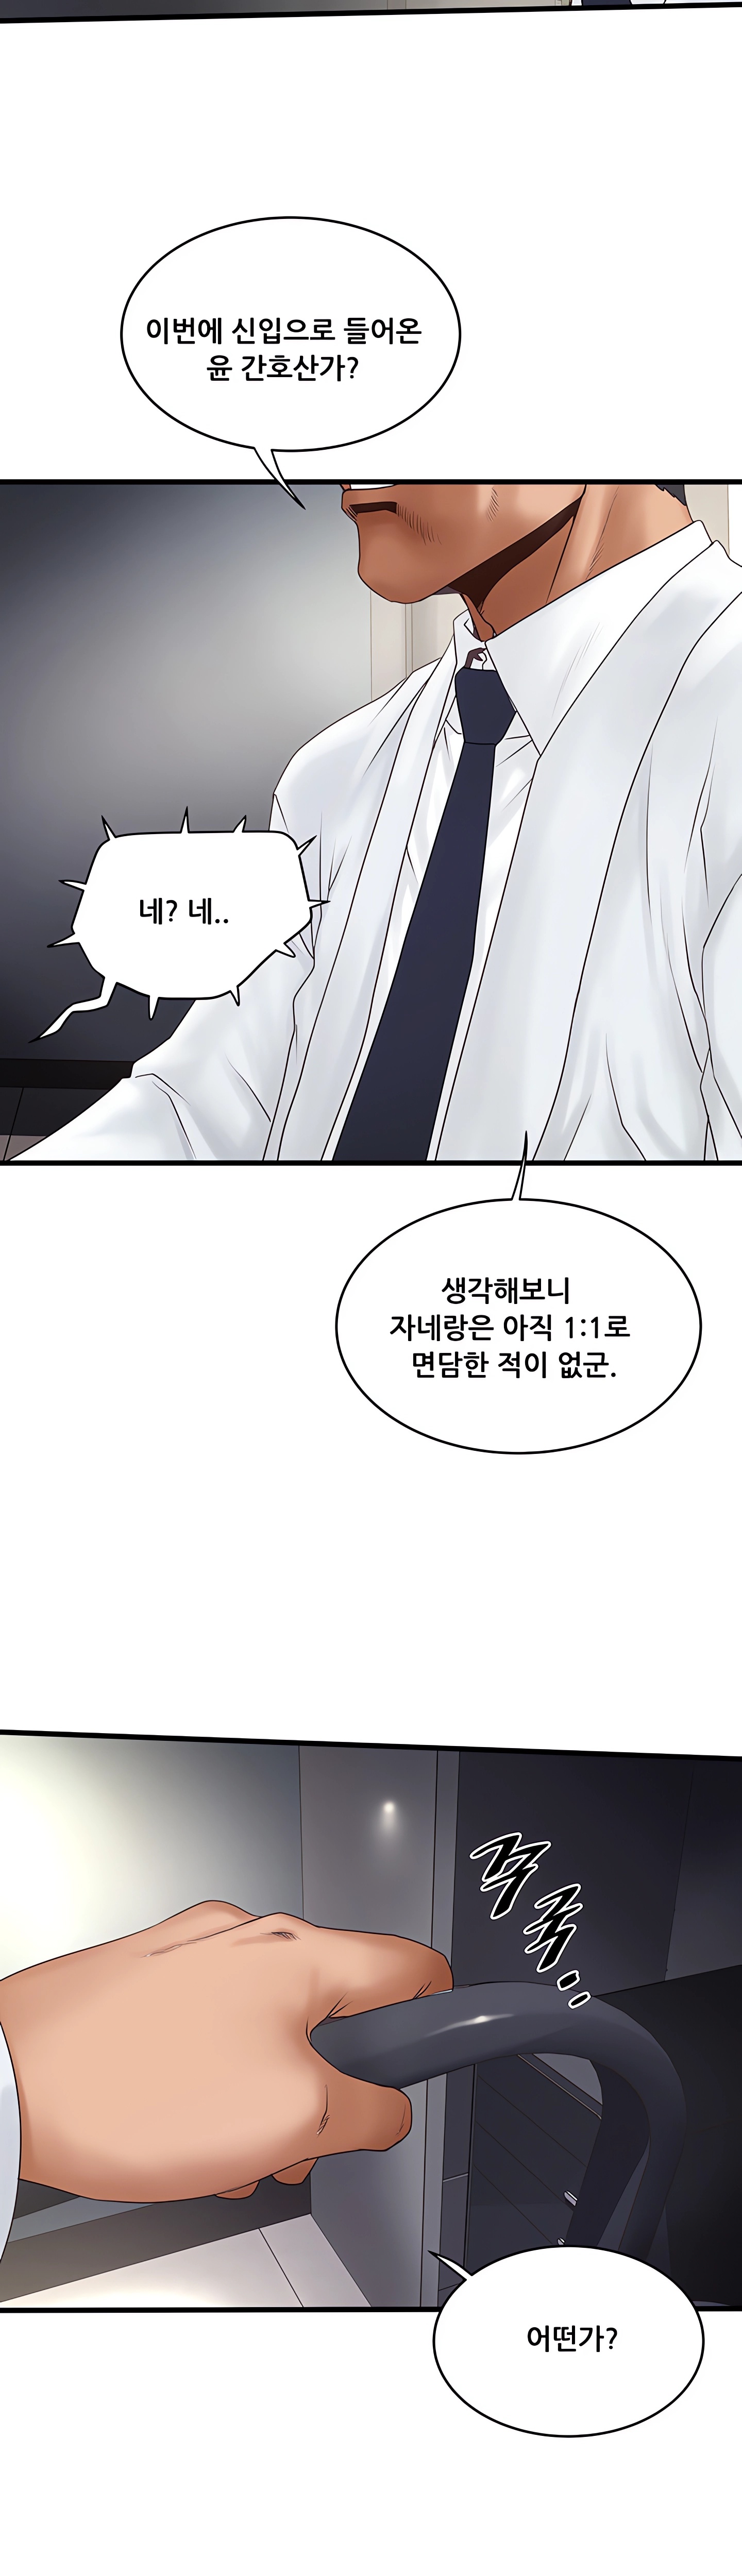 이번에 신입으로 들어온
윤 간호산가?
네? 네..
생각해보니
자네랑은 아직 1:1로
면담한 적이 없군.
꾹
꾹..
어떤가?